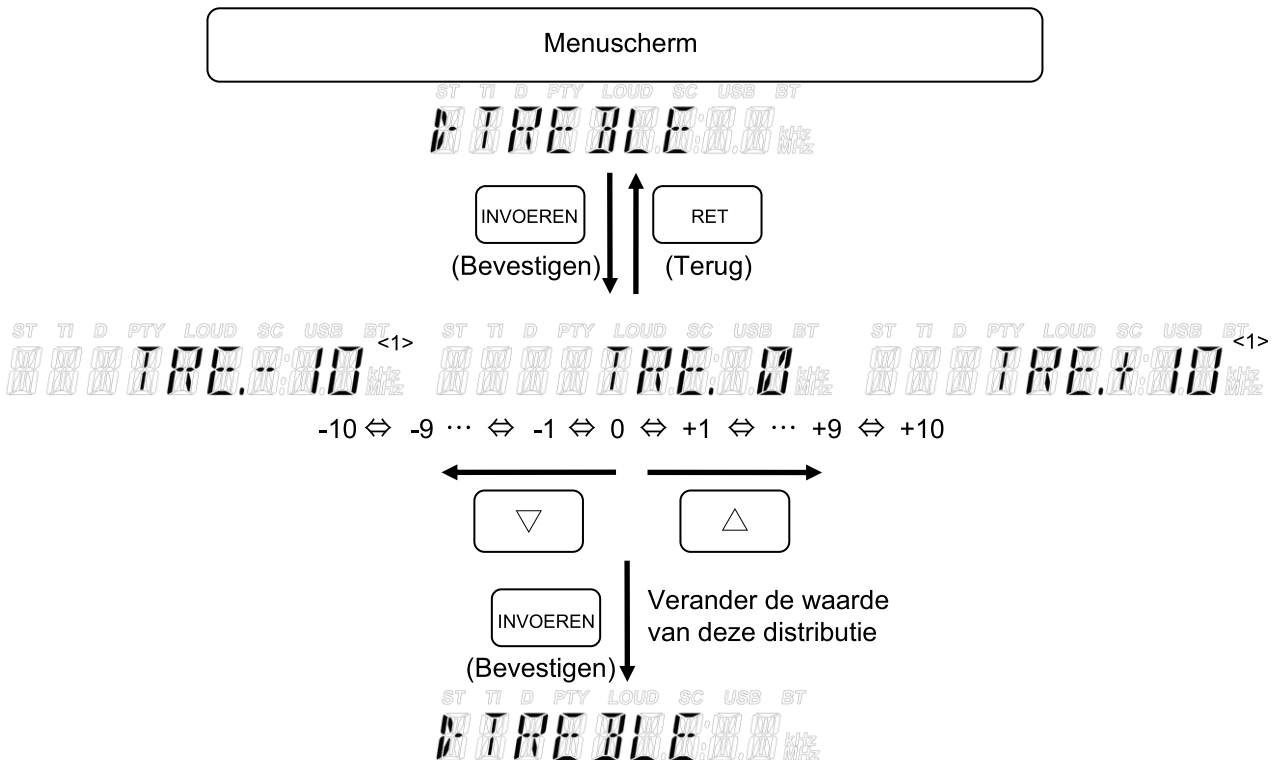 Menuscherm
ST TI D PTY LOUD SC USB BT
TREBLE kHz
MHz
INVOEREN
RET
(Bevestigen)
(Terug)
ST TI D PTY LOUD SC USB BT <1>
TRE.-10 kHz
MHz
ST TI D PTY LOUD SC USB BT
TRE. 0 kHz
MHz
ST TI D PTY LOUD SC USB BT <1>
TRE.+10 kHz
MHz
-10 ⇔ -9 ⋯ ⇔ -1 ⇔ 0 ⇔ +1 ⇔ ⋯ +9 ⇔ +10
▽
△
INVOEREN
(Bevestigen)
Verander de waarde
van deze distributie
ST TI D PTY LOUD SC USB BT
TREBLE kHz
MHz